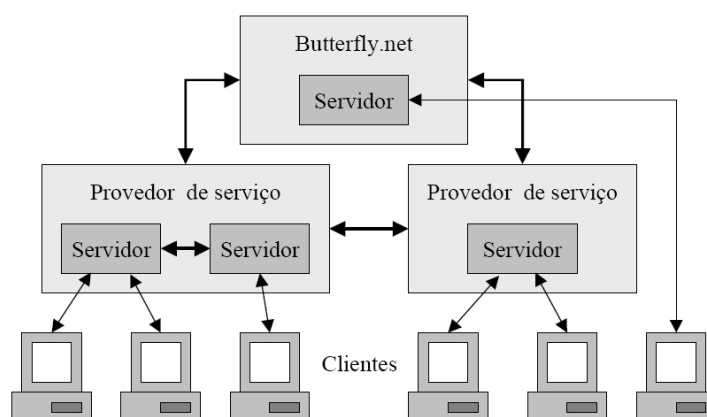 Butterfly.net
Servidor
Provedor de serviço
Provedor de serviço
Servidor
Servidor
Servidor
Clientes